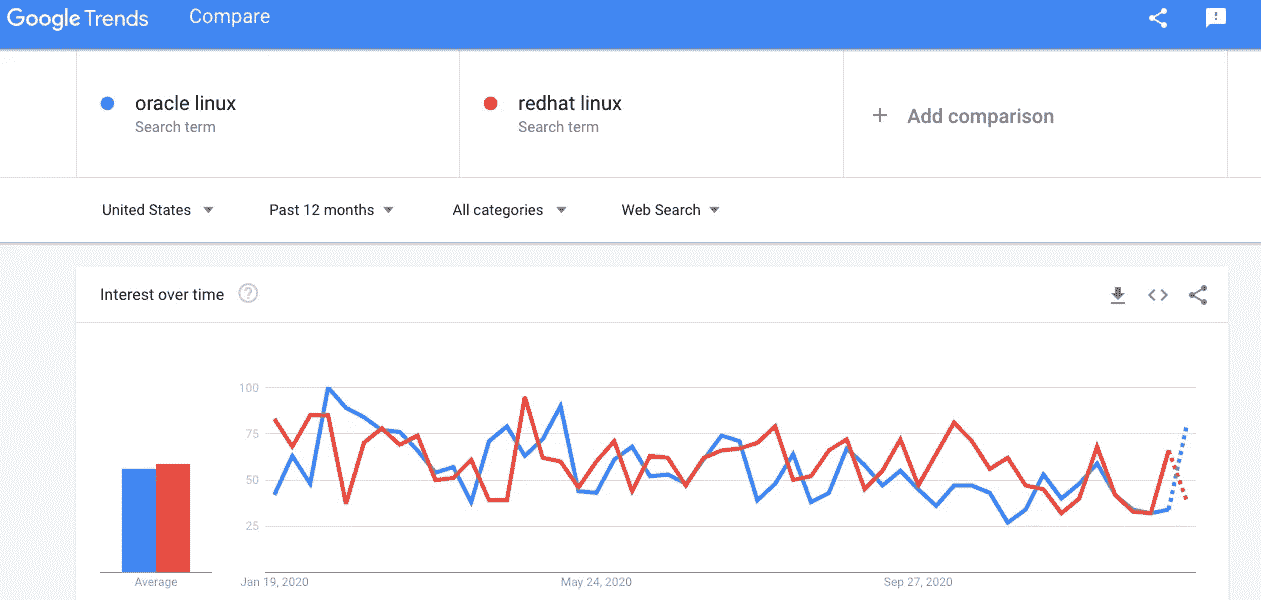 Google Trends Compare
oracle linux
Search term
redhat linux
Search term
+ Add comparison
United States Past 12 months All categories Web Search
Interest over time ?
100
75
50
25
Average
Jan 19, 2020 May 24, 2020 Sep 27, 2020